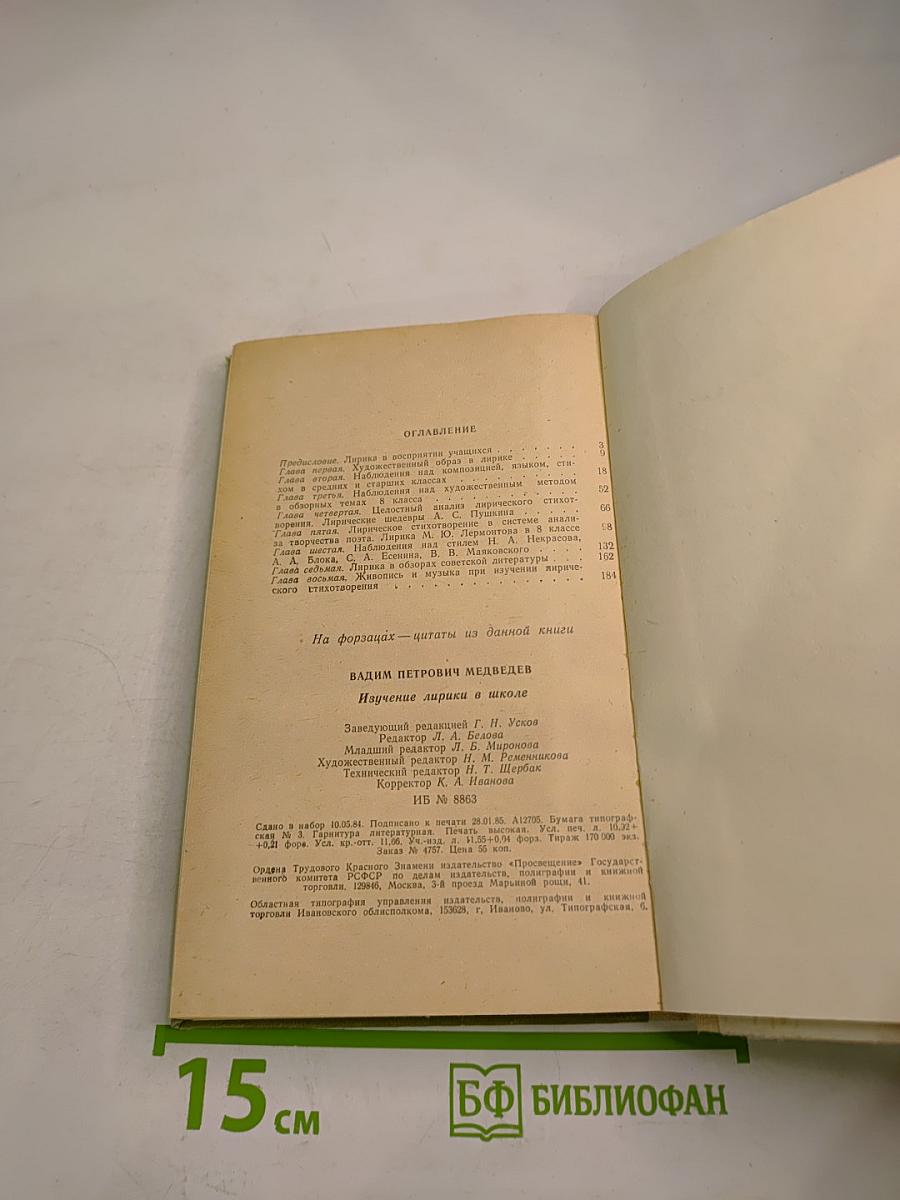 ОГЛАВЛЕНИЕ
Предисловие. Лирика в восприятии учащихся . . . . . . . 3
Глава первая. Художественный образ в лирике . . . . . 9
Глава вторая. Наблюдения над композицией, языком, сти-
хом в средних и старших классах . . . . . . . . . 18
Глава третья. Наблюдения над художественным методом
в обзорных темах 8 класса . . . . . . . . . . . 52
Глава четвертая. Целостный анализ лирического стихот-
ворения. Лирические шедевры А. С. Пушкина . . . . . 66
Глава пятая. Лирическое стихотворение в системе анали-
за творчества поэта. Лирика М. Ю. Лермонтова в 8 классе 98
Глава шестая. Наблюдения над стилем Н. А. Некрасова,
А. А. Блока, С. А. Есенина, В. В. Маяковского . . . . 132
Глава седьмая. Лирика в обзорах советской литературы . . . 162
Глава восьмая. Живопись и музыка при изучении лириче-
ского стихотворения . . . . . . . . . . . . . 184
На форзацах — цитаты из данной книги
ВАДИМ ПЕТРОВИЧ МЕДВЕДЕВ
Изучение лирики в школе
Заведующий редакцией Г. Н. Усков
Редактор Л. А. Белова
Младший редактор Л. Б. Миронова
Художественный редактор Н. М. Ременникова
Технический редактор Н. Т. Щербак
Корректор К. А. Иванова
ИБ № 8863
Сдано в набор 10.05.84. Подписано к печати 28.01.85. А12705. Бумага типограф-
ская № 3. Гарнитура литературная. Печать высокая. Усл. печ. л. 10,92+
+0,21 форз. Усл. кр.-отт. 11,66. Уч.-изд. л. 11,55+0,94 форз. Тираж 170 000 экз.
Заказ № 4757. Цена 55 коп.
Ордена Трудового Красного Знамени издательство «Просвещение» Государст-
венного комитета РСФСР по делам издательств, полиграфии и книжной
торговли. 129846, Москва, 3-й проезд Марьиной рощи, 41.
Областная типография управления издательств, полиграфии и книжной
торговли Ивановского облисполкома, 153628, г. Иваново, ул. Типографская, 6.
15 см
БФ БИБЛИОФАН